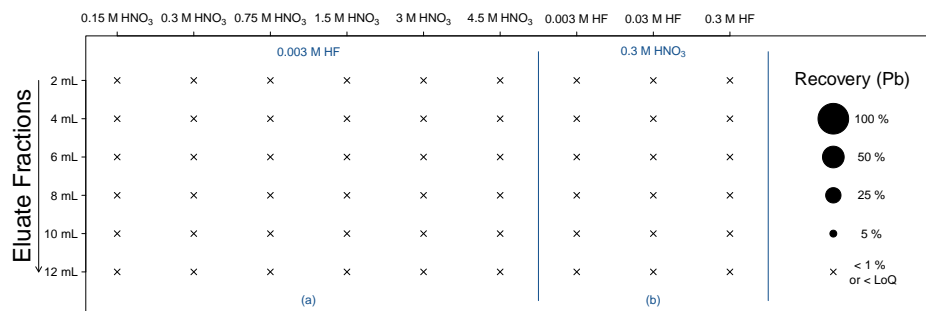 0.15 M HNO₃ 0.3 M HNO₃ 0.75 M HNO₃ 1.5 M HNO₃ 3 M HNO₃ 4.5 M HNO₃ 0.003 M HF 0.03 M HF 0.3 M HF
0.003 M HF 0.3 M HNO₃
Eluate Fractions
2 mL
4 mL
6 mL
8 mL
10 mL
12 mL
(a) (b)
Recovery (Pb)
100 %
50 %
25 %
5 %
< 1 %
or < LoQ